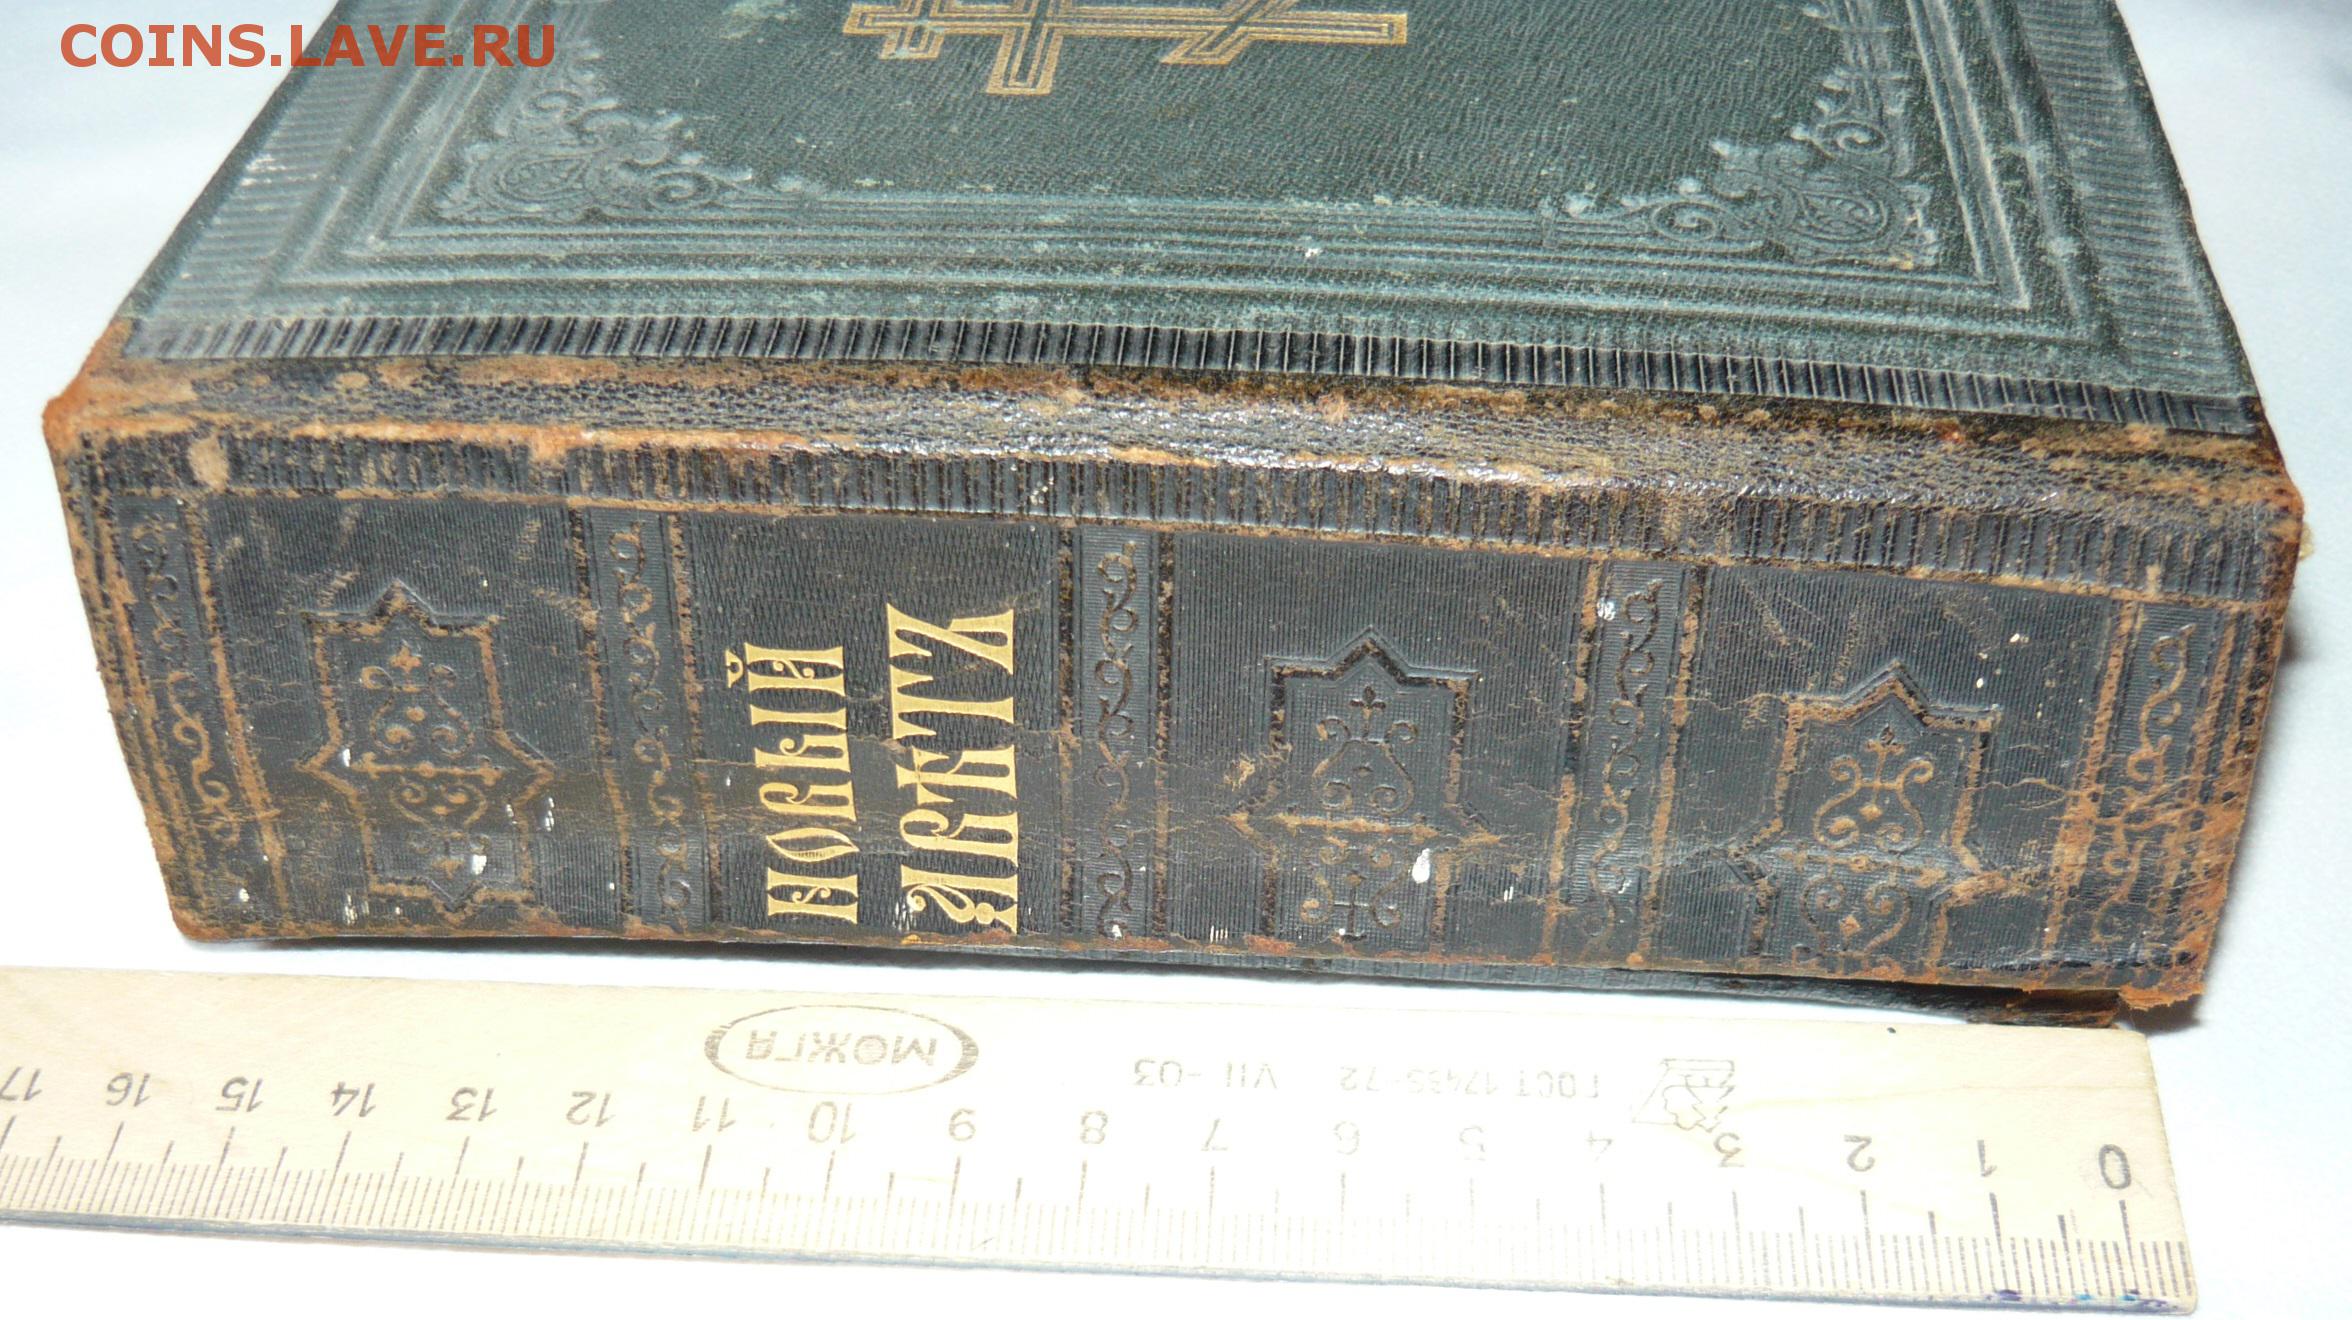 COINS.LAVE.RU
НОВЫЙ
ЗАВѢТЪ
0 1 2 3 4 5 6 7 8 9 10 11 12 13 14 15 16 17
ГОСТ 17435-72 VII-03
МОЖГА